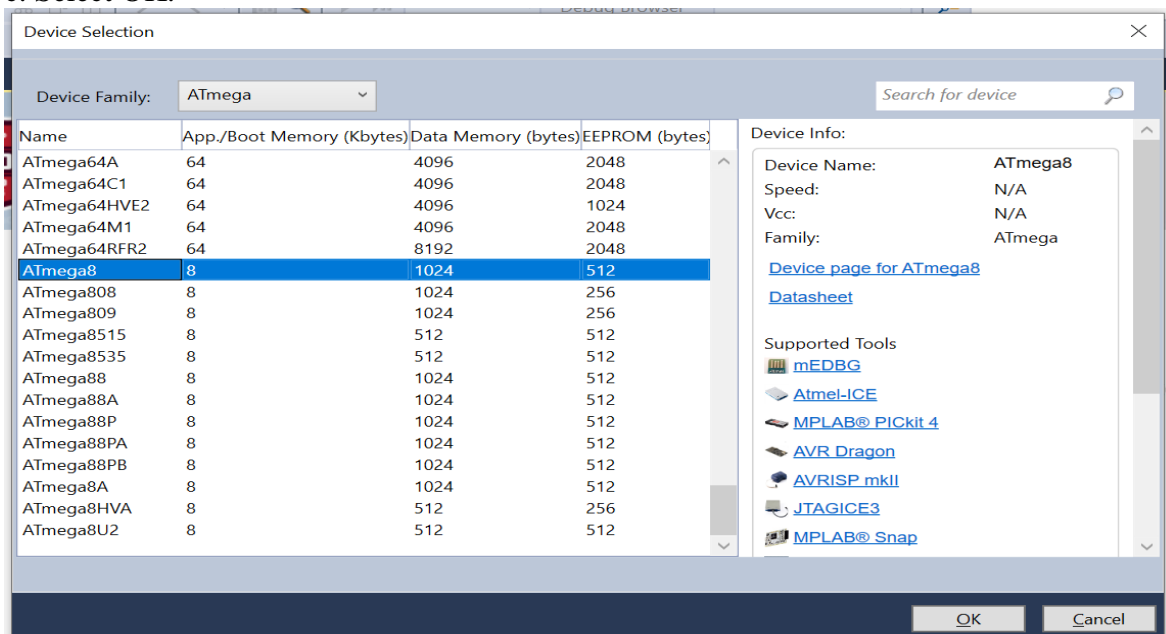 Device Selection
Device Family: ATmega
Search for device
Name App./Boot Memory (Kbytes) Data Memory (bytes) EEPROM (bytes)
ATmega64A 64 4096 2048
ATmega64C1 64 4096 2048
ATmega64HVE2 64 4096 1024
ATmega64M1 64 4096 2048
ATmega64RFR2 64 8192 2048
ATmega8 8 1024 512
ATmega808 8 1024 256
ATmega809 8 1024 256
ATmega8515 8 512 512
ATmega8535 8 512 512
ATmega88 8 1024 512
ATmega88A 8 1024 512
ATmega88P 8 1024 512
ATmega88PA 8 1024 512
ATmega88PB 8 1024 512
ATmega8A 8 1024 512
ATmega8HVA 8 512 256
ATmega8U2 8 512 512
Device Info:
Device Name: ATmega8
Speed: N/A
Vcc: N/A
Family: ATmega
Device page for ATmega8
Datasheet
Supported Tools
mEDBG
Atmel-ICE
MPLAB® PICkit 4
AVR Dragon
AVRISP mkII
JTAGICE3
MPLAB® Snap
OK Cancel